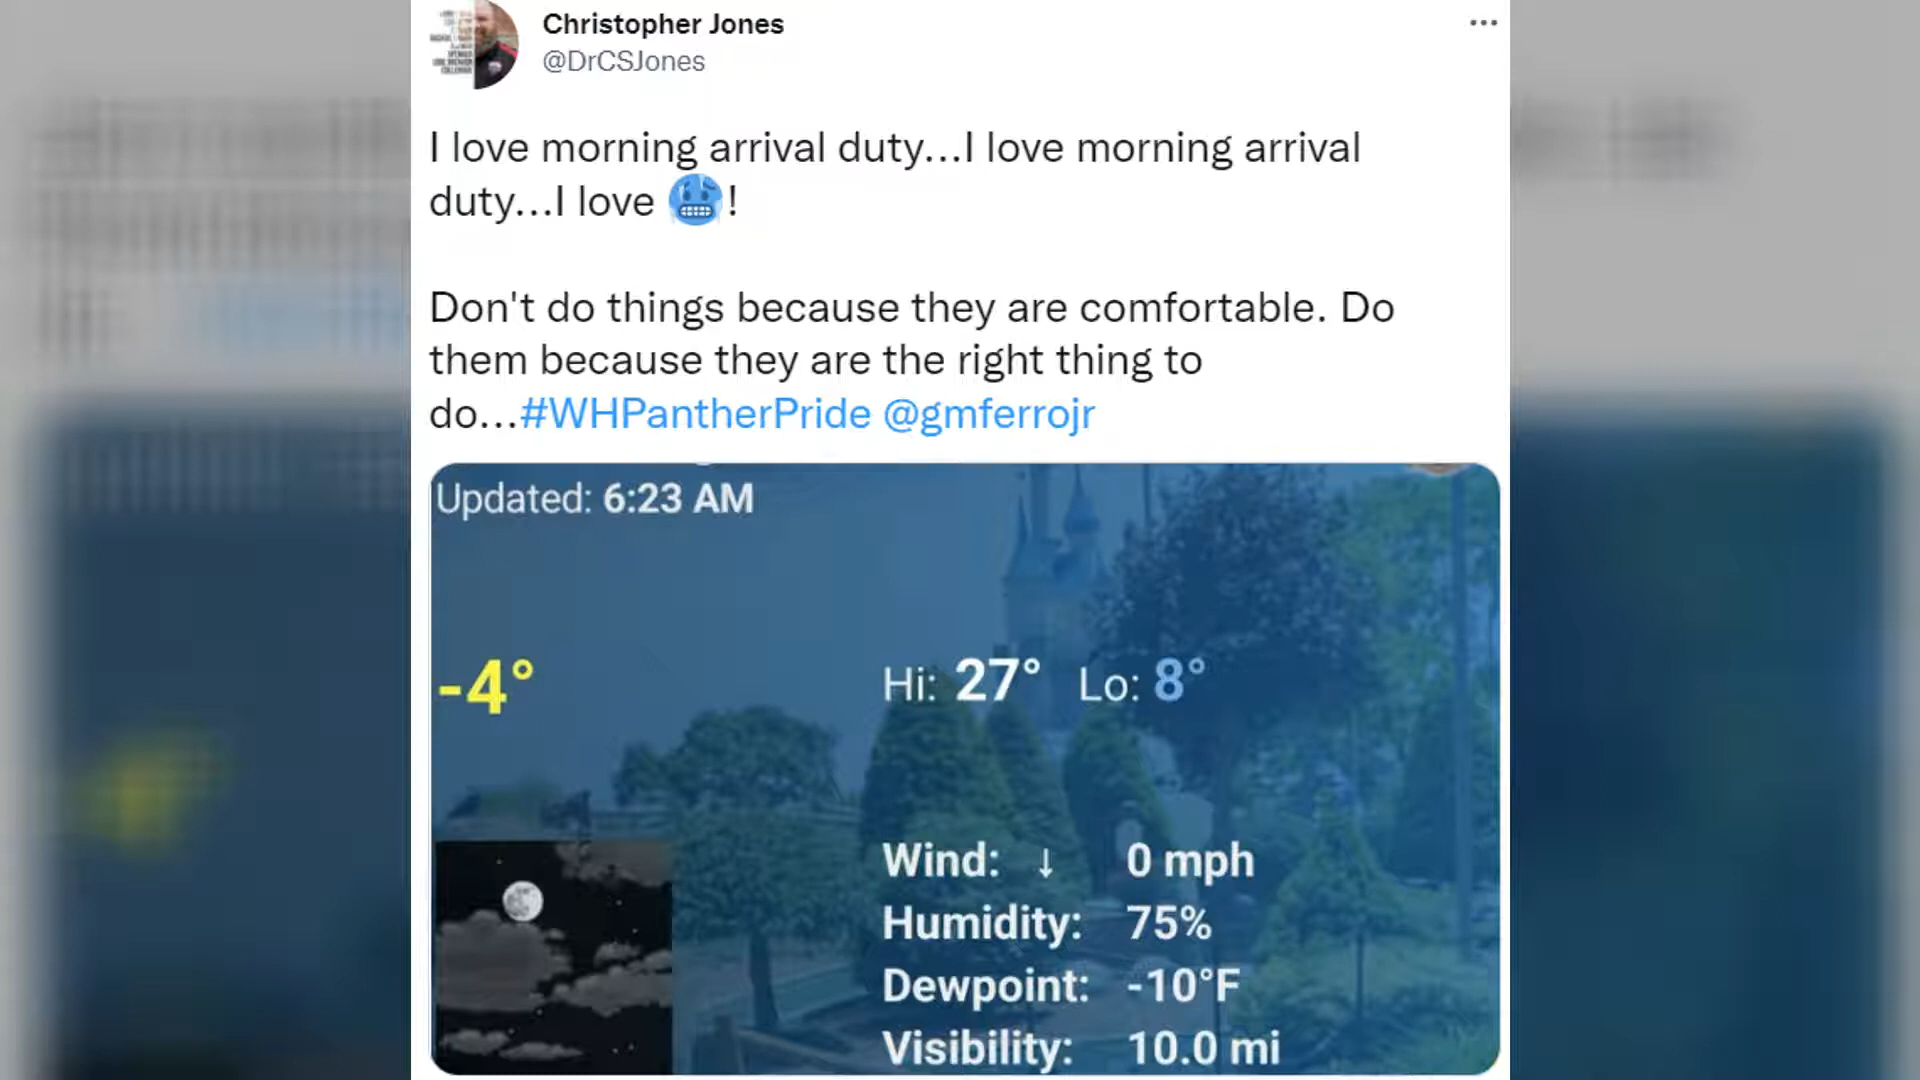 Christopher Jones
@DrCSJones
I love morning arrival duty...I love morning arrival
duty...I love 🥶!
Don't do things because they are comfortable. Do
them because they are the right thing to
do...#WHPantherPride @gmferrojr
Updated: 6:23 AM
-4°
Hi: 27° Lo: 8°
Wind: ↓ 0 mph
Humidity: 75%
Dewpoint: -10°F
Visibility: 10.0 mi